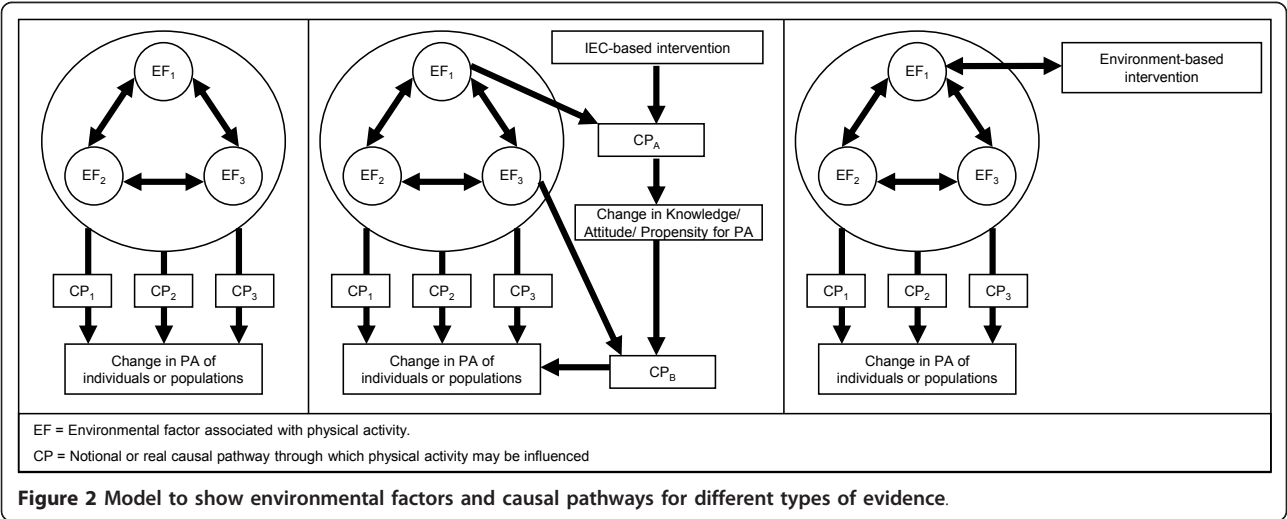 EF₁
EF₂
EF₃
CP₁
CP₂
CP₃
Change in PA of
individuals or populations
IEC-based intervention
EF₁
CP_A
EF₂
EF₃
Change in Knowledge/
Attitude/ Propensity for PA
CP₁
CP₂
CP₃
Change in PA of
individuals or populations
CP_B
EF₁
Environment-based
intervention
EF₂
EF₃
CP₁
CP₂
CP₃
Change in PA of
individuals or populations
EF = Environmental factor associated with physical activity.
CP = Notional or real causal pathway through which physical activity may be influenced
Figure 2 Model to show environmental factors and causal pathways for different types of evidence.